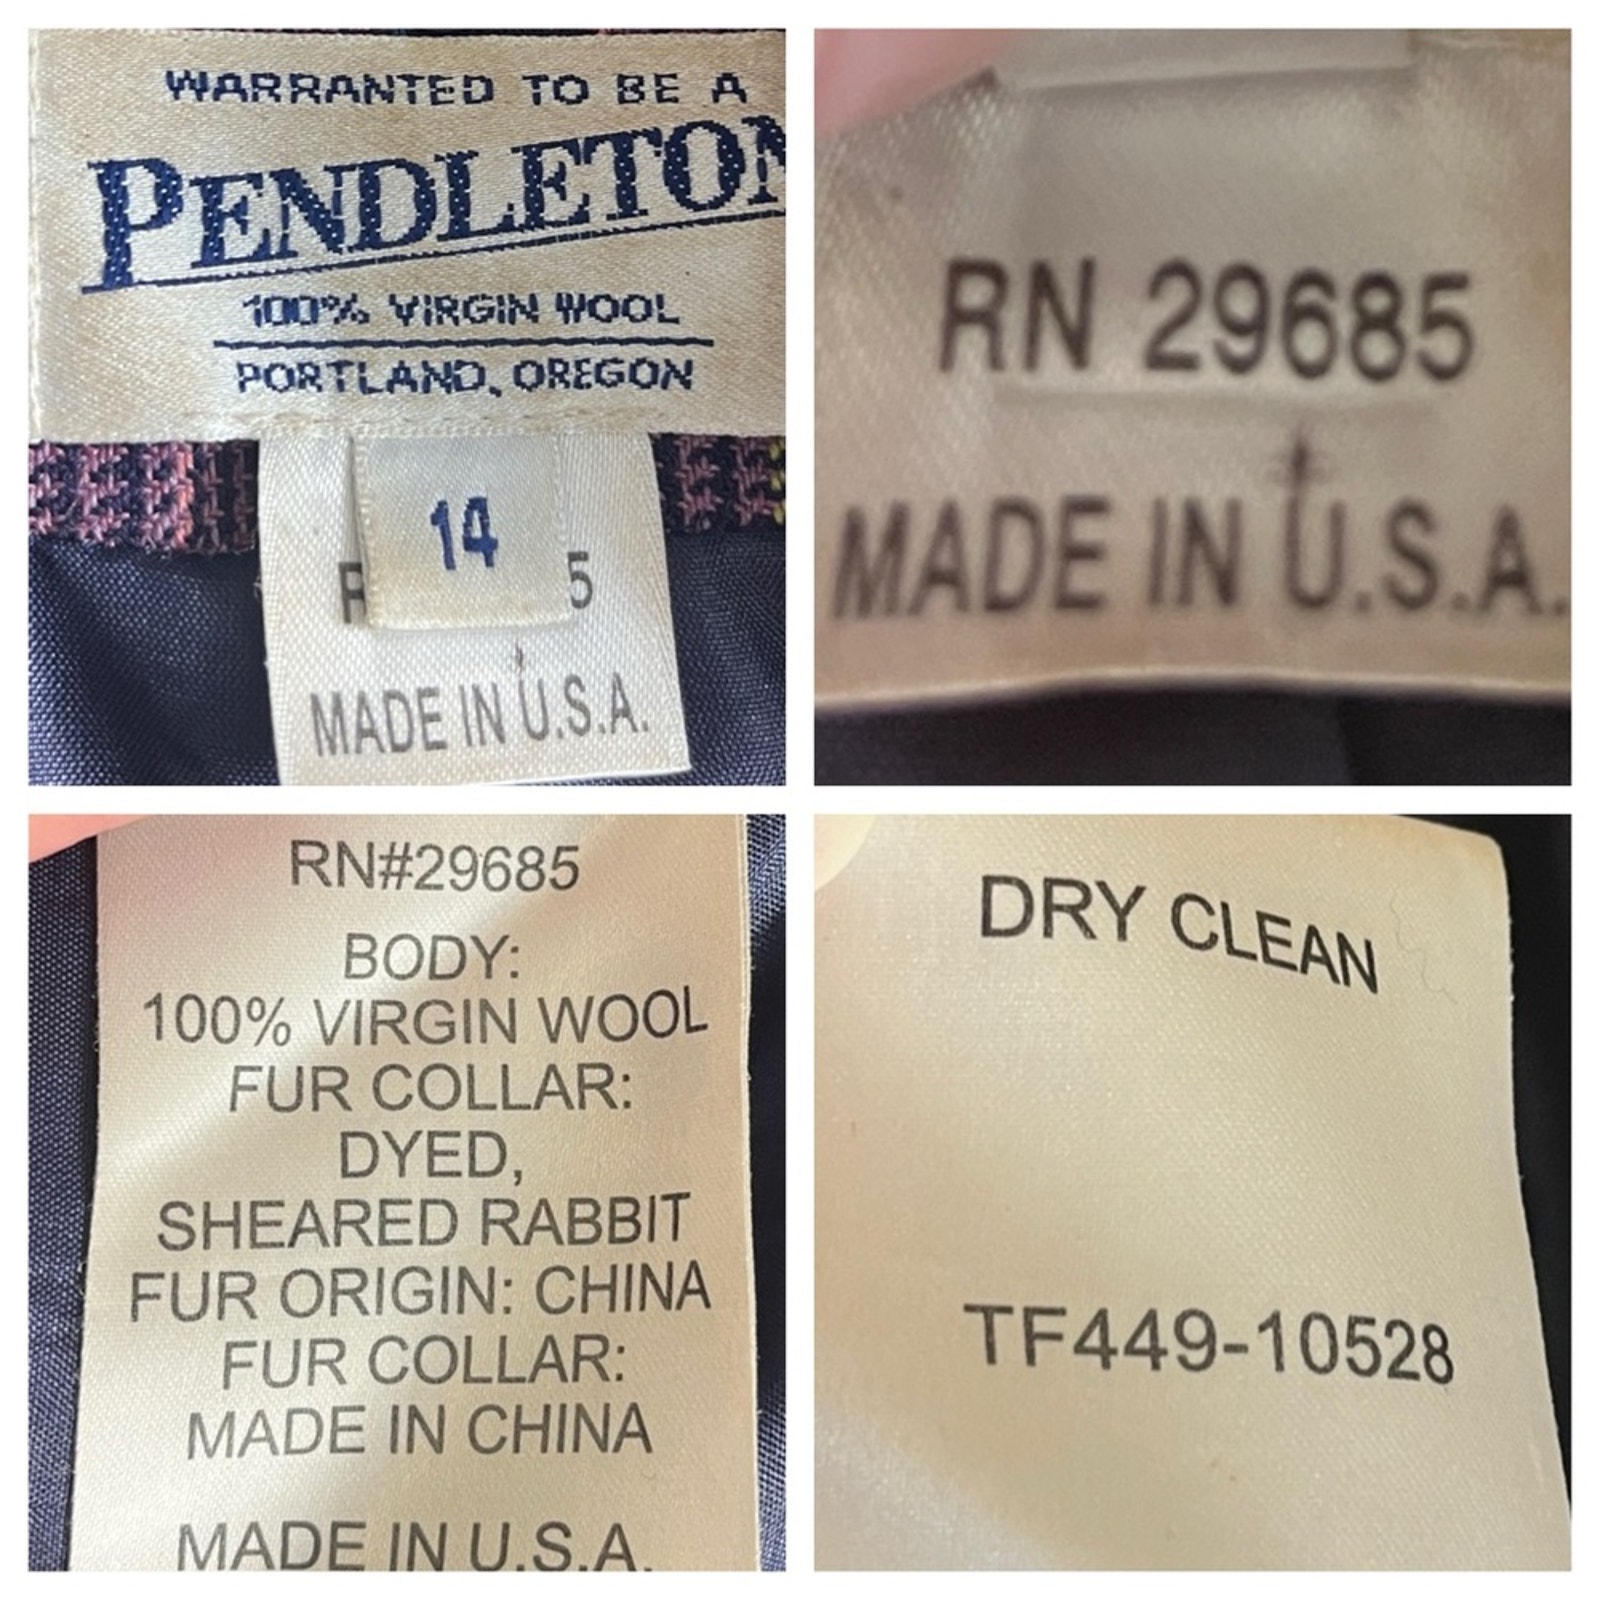 WARRANTED TO BE A
PENDLETON
100% VIRGIN WOOL
PORTLAND, OREGON
14
R 5
MADE IN U.S.A.
RN 29685
MADE IN U.S.A.
RN#29685
BODY:
100% VIRGIN WOOL
FUR COLLAR:
DYED,
SHEARED RABBIT
FUR ORIGIN: CHINA
FUR COLLAR:
MADE IN CHINA
MADE IN U.S.A.
DRY CLEAN
TF449-10528